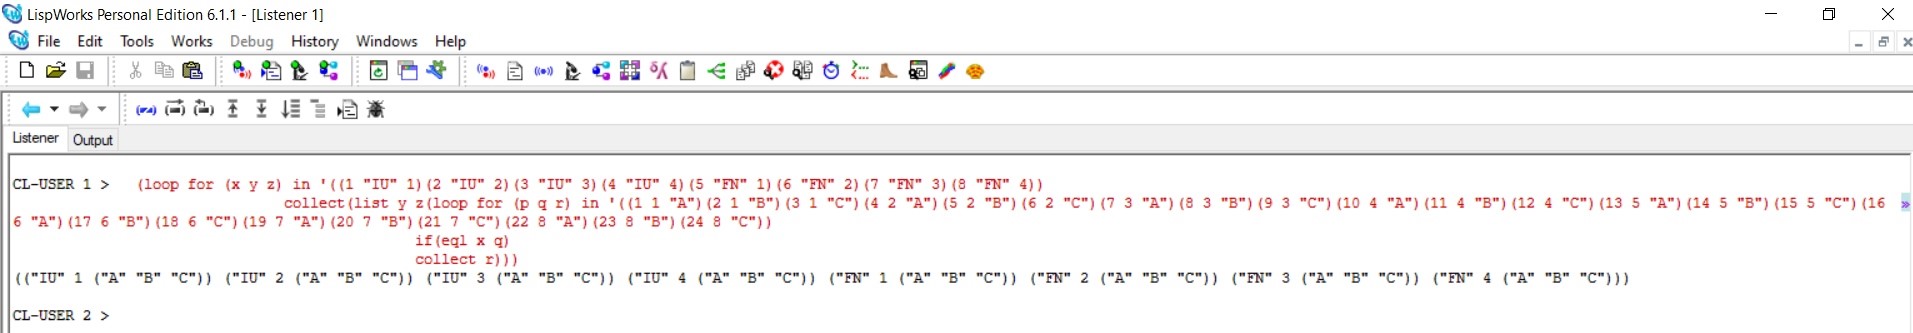 LispWorks Personal Edition 6.1.1 - [Listener 1]
File Edit Tools Works Debug History Windows Help
Listener Output
CL-USER 1 > (loop for (x y z) in '((1 "IU" 1)(2 "IU" 2)(3 "IU" 3)(4 "IU" 4)(5 "FN" 1)(6 "FN" 2)(7 "FN" 3)(8 "FN" 4))
collect(list y z(loop for (p q r) in '((1 1 "A")(2 1 "B")(3 1 "C")(4 2 "A")(5 2 "B")(6 2 "C")(7 3 "A")(8 3 "B")(9 3 "C")(10 4 "A")(11 4 "B")(12 4 "C")(13 5 "A")(14 5 "B")(15 5 "C")(16
6 "A")(17 6 "B")(18 6 "C")(19 7 "A")(20 7 "B")(21 7 "C")(22 8 "A")(23 8 "B")(24 8 "C"))
if(eql x q)
collect r)))
(("IU" 1 ("A" "B" "C")) ("IU" 2 ("A" "B" "C")) ("IU" 3 ("A" "B" "C")) ("IU" 4 ("A" "B" "C")) ("FN" 1 ("A" "B" "C")) ("FN" 2 ("A" "B" "C")) ("FN" 3 ("A" "B" "C")) ("FN" 4 ("A" "B" "C")))
CL-USER 2 >